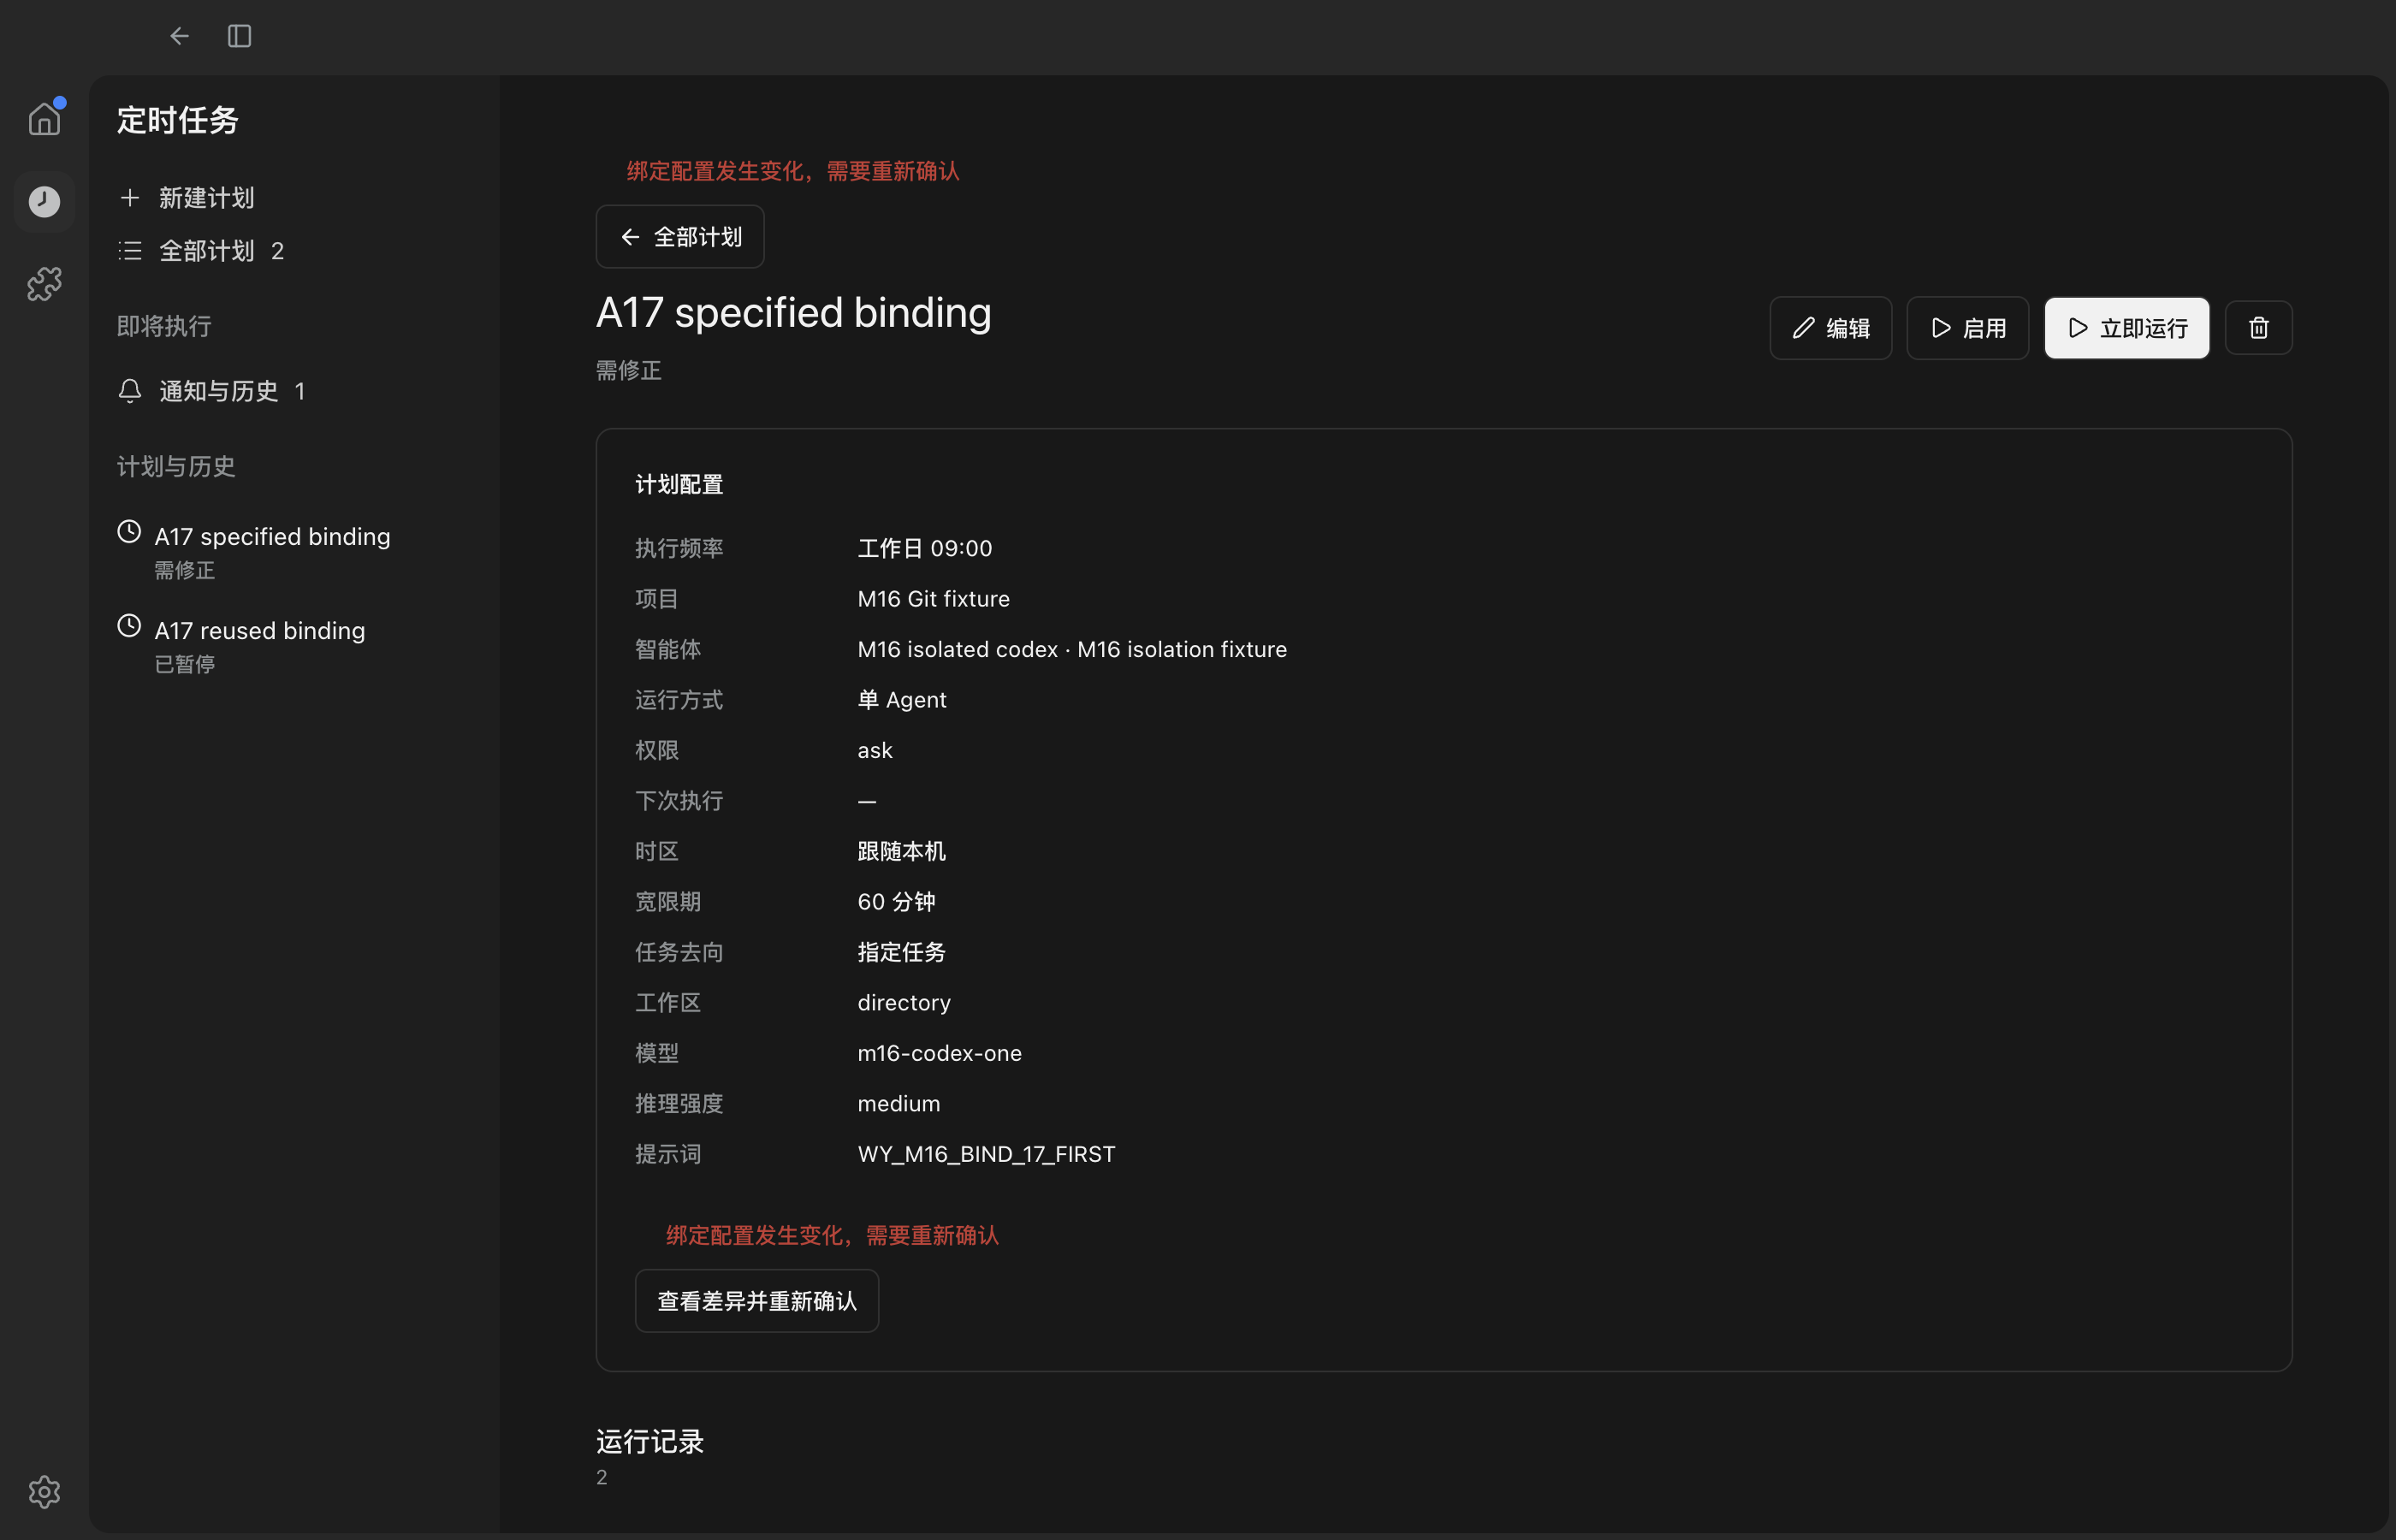 定时任务
新建计划
全部计划 2
即将执行
通知与历史 1
计划与历史
A17 specified binding
需修正
A17 reused binding
已暂停
绑定配置发生变化，需要重新确认
全部计划
A17 specified binding
需修正
编辑
启用
立即运行
计划配置
执行频率 工作日 09:00
项目 M16 Git fixture
智能体 M16 isolated codex · M16 isolation fixture
运行方式 单 Agent
权限 ask
下次执行 —
时区 跟随本机
宽限期 60 分钟
任务去向 指定任务
工作区 directory
模型 m16-codex-one
推理强度 medium
提示词 WY_M16_BIND_17_FIRST
绑定配置发生变化，需要重新确认
查看差异并重新确认
运行记录
2